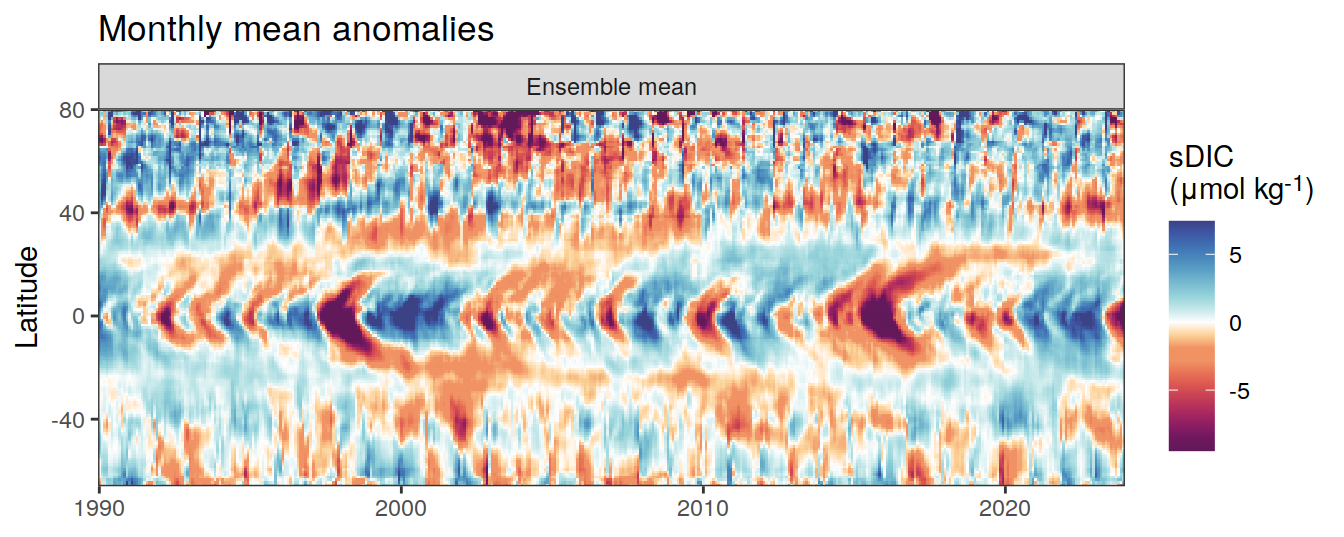 Monthly mean anomalies
Ensemble mean
80
40
0
-40
Latitude
1990
2000
2010
2020
sDIC
(μmol kg⁻¹)
5
0
-5